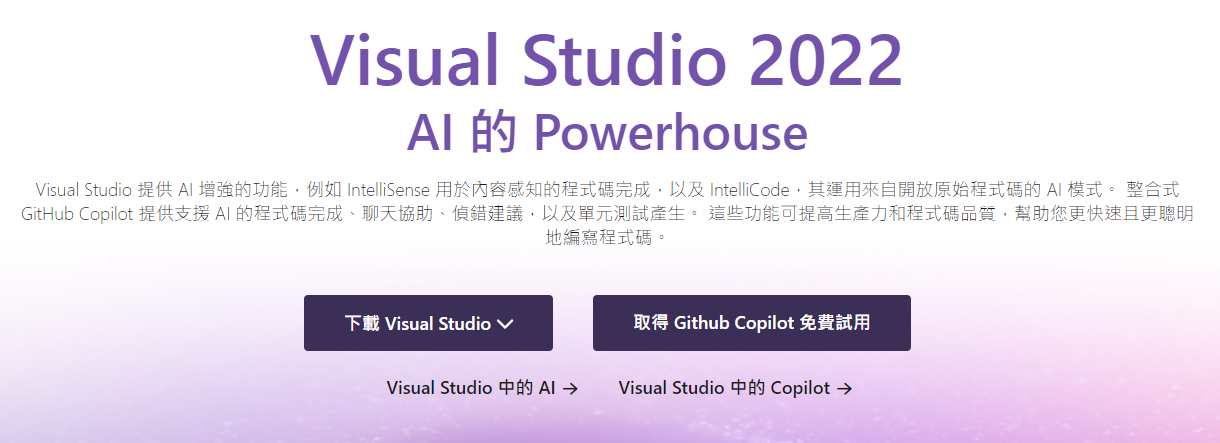 Visual Studio 2022
AI 的 Powerhouse
Visual Studio 提供 AI 增強的功能，例如 IntelliSense 用於內容感知的程式碼完成，以及 IntelliCode，其運用來自開放原始程式碼的 AI 模式。 整合式
GitHub Copilot 提供支援 AI 的程式碼完成、聊天協助、偵錯建議，以及單元測試產生。 這些功能可提高生產力和程式碼品質，幫助您更快速且更聰明
地編寫程式碼。
下載 Visual Studio
取得 Github Copilot 免費試用
Visual Studio 中的 AI →
Visual Studio 中的 Copilot →